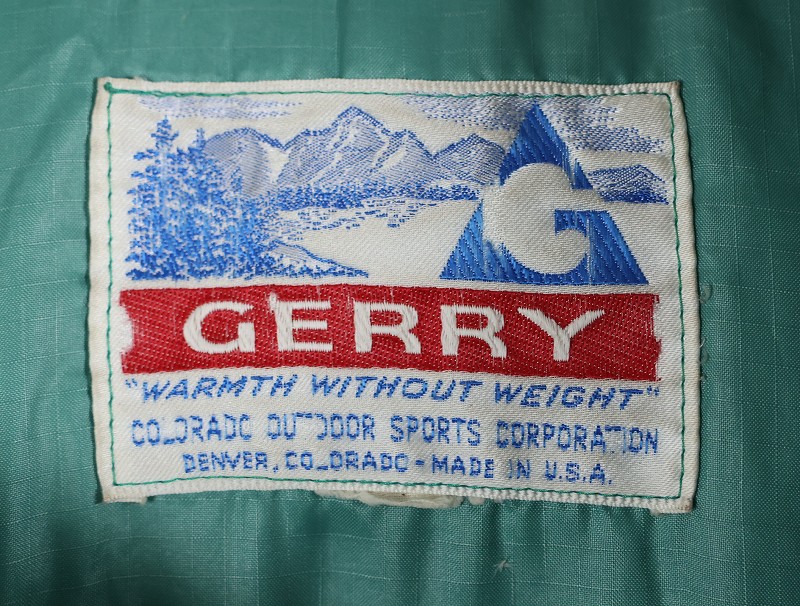 G
GERRY
"WARMTH WITHOUT WEIGHT"
COLORADO OUTDOOR SPORTS CORPORATION
DENVER, COLORADO - MADE IN U.S.A.